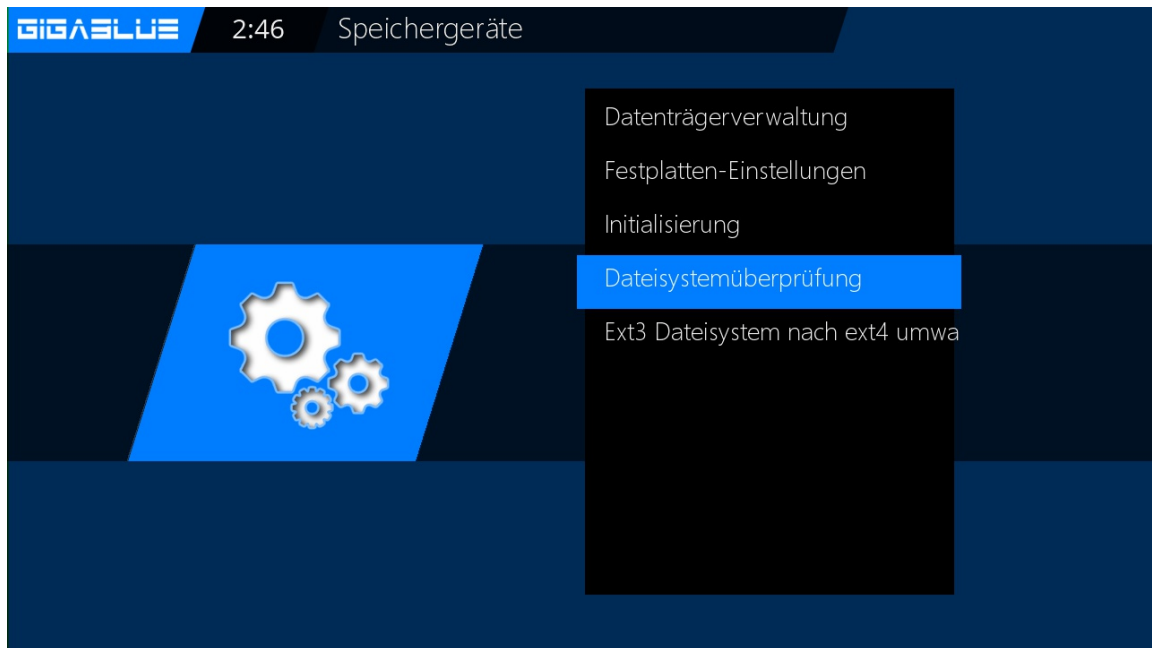 GIGABLUE 2:46 Speichergeräte
Datenträgerverwaltung
Festplatten-Einstellungen
Initialisierung
Dateisystemüberprüfung
Ext3 Dateisystem nach ext4 umwa